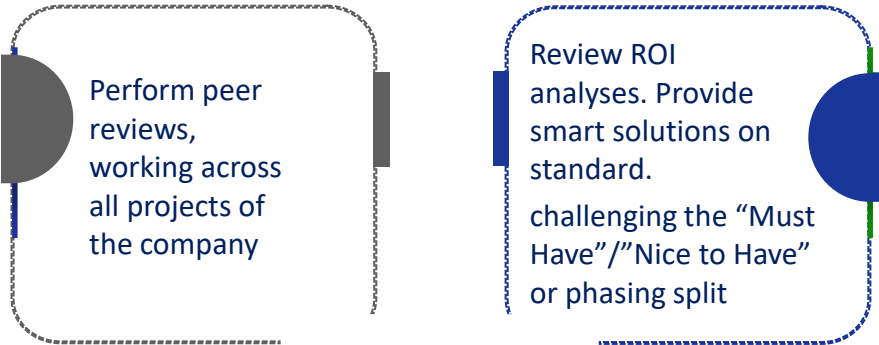 Perform peer
reviews,
working across
all projects of
the company
Review ROI
analyses. Provide
smart solutions on
standard.
challenging the “Must
Have”/”Nice to Have”
or phasing split